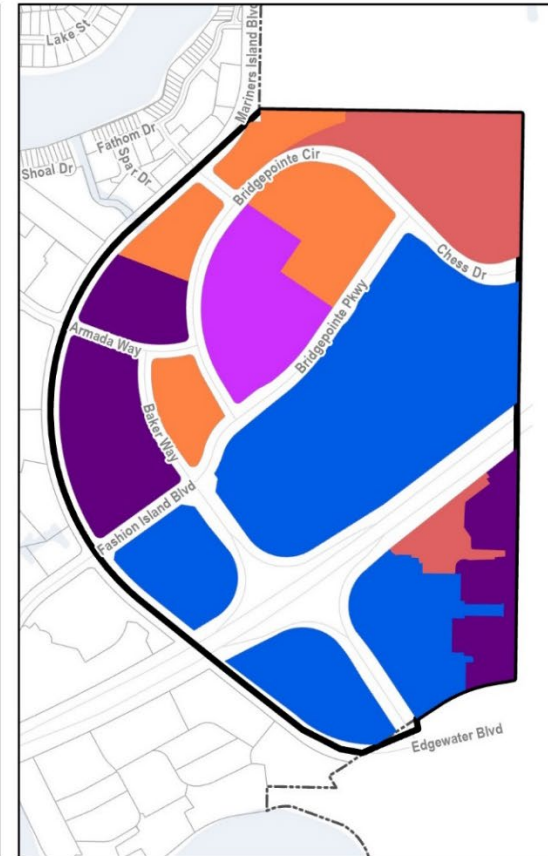 Lake St
Mariners Island Blvd
Fathom Dr
Spar Dr
Shoal Dr
Bridgepointe Cir
Chess Dr
Bridgepointe Pkwy
Armada Way
Baker Way
Fashion Island Blvd
Edgewater Blvd